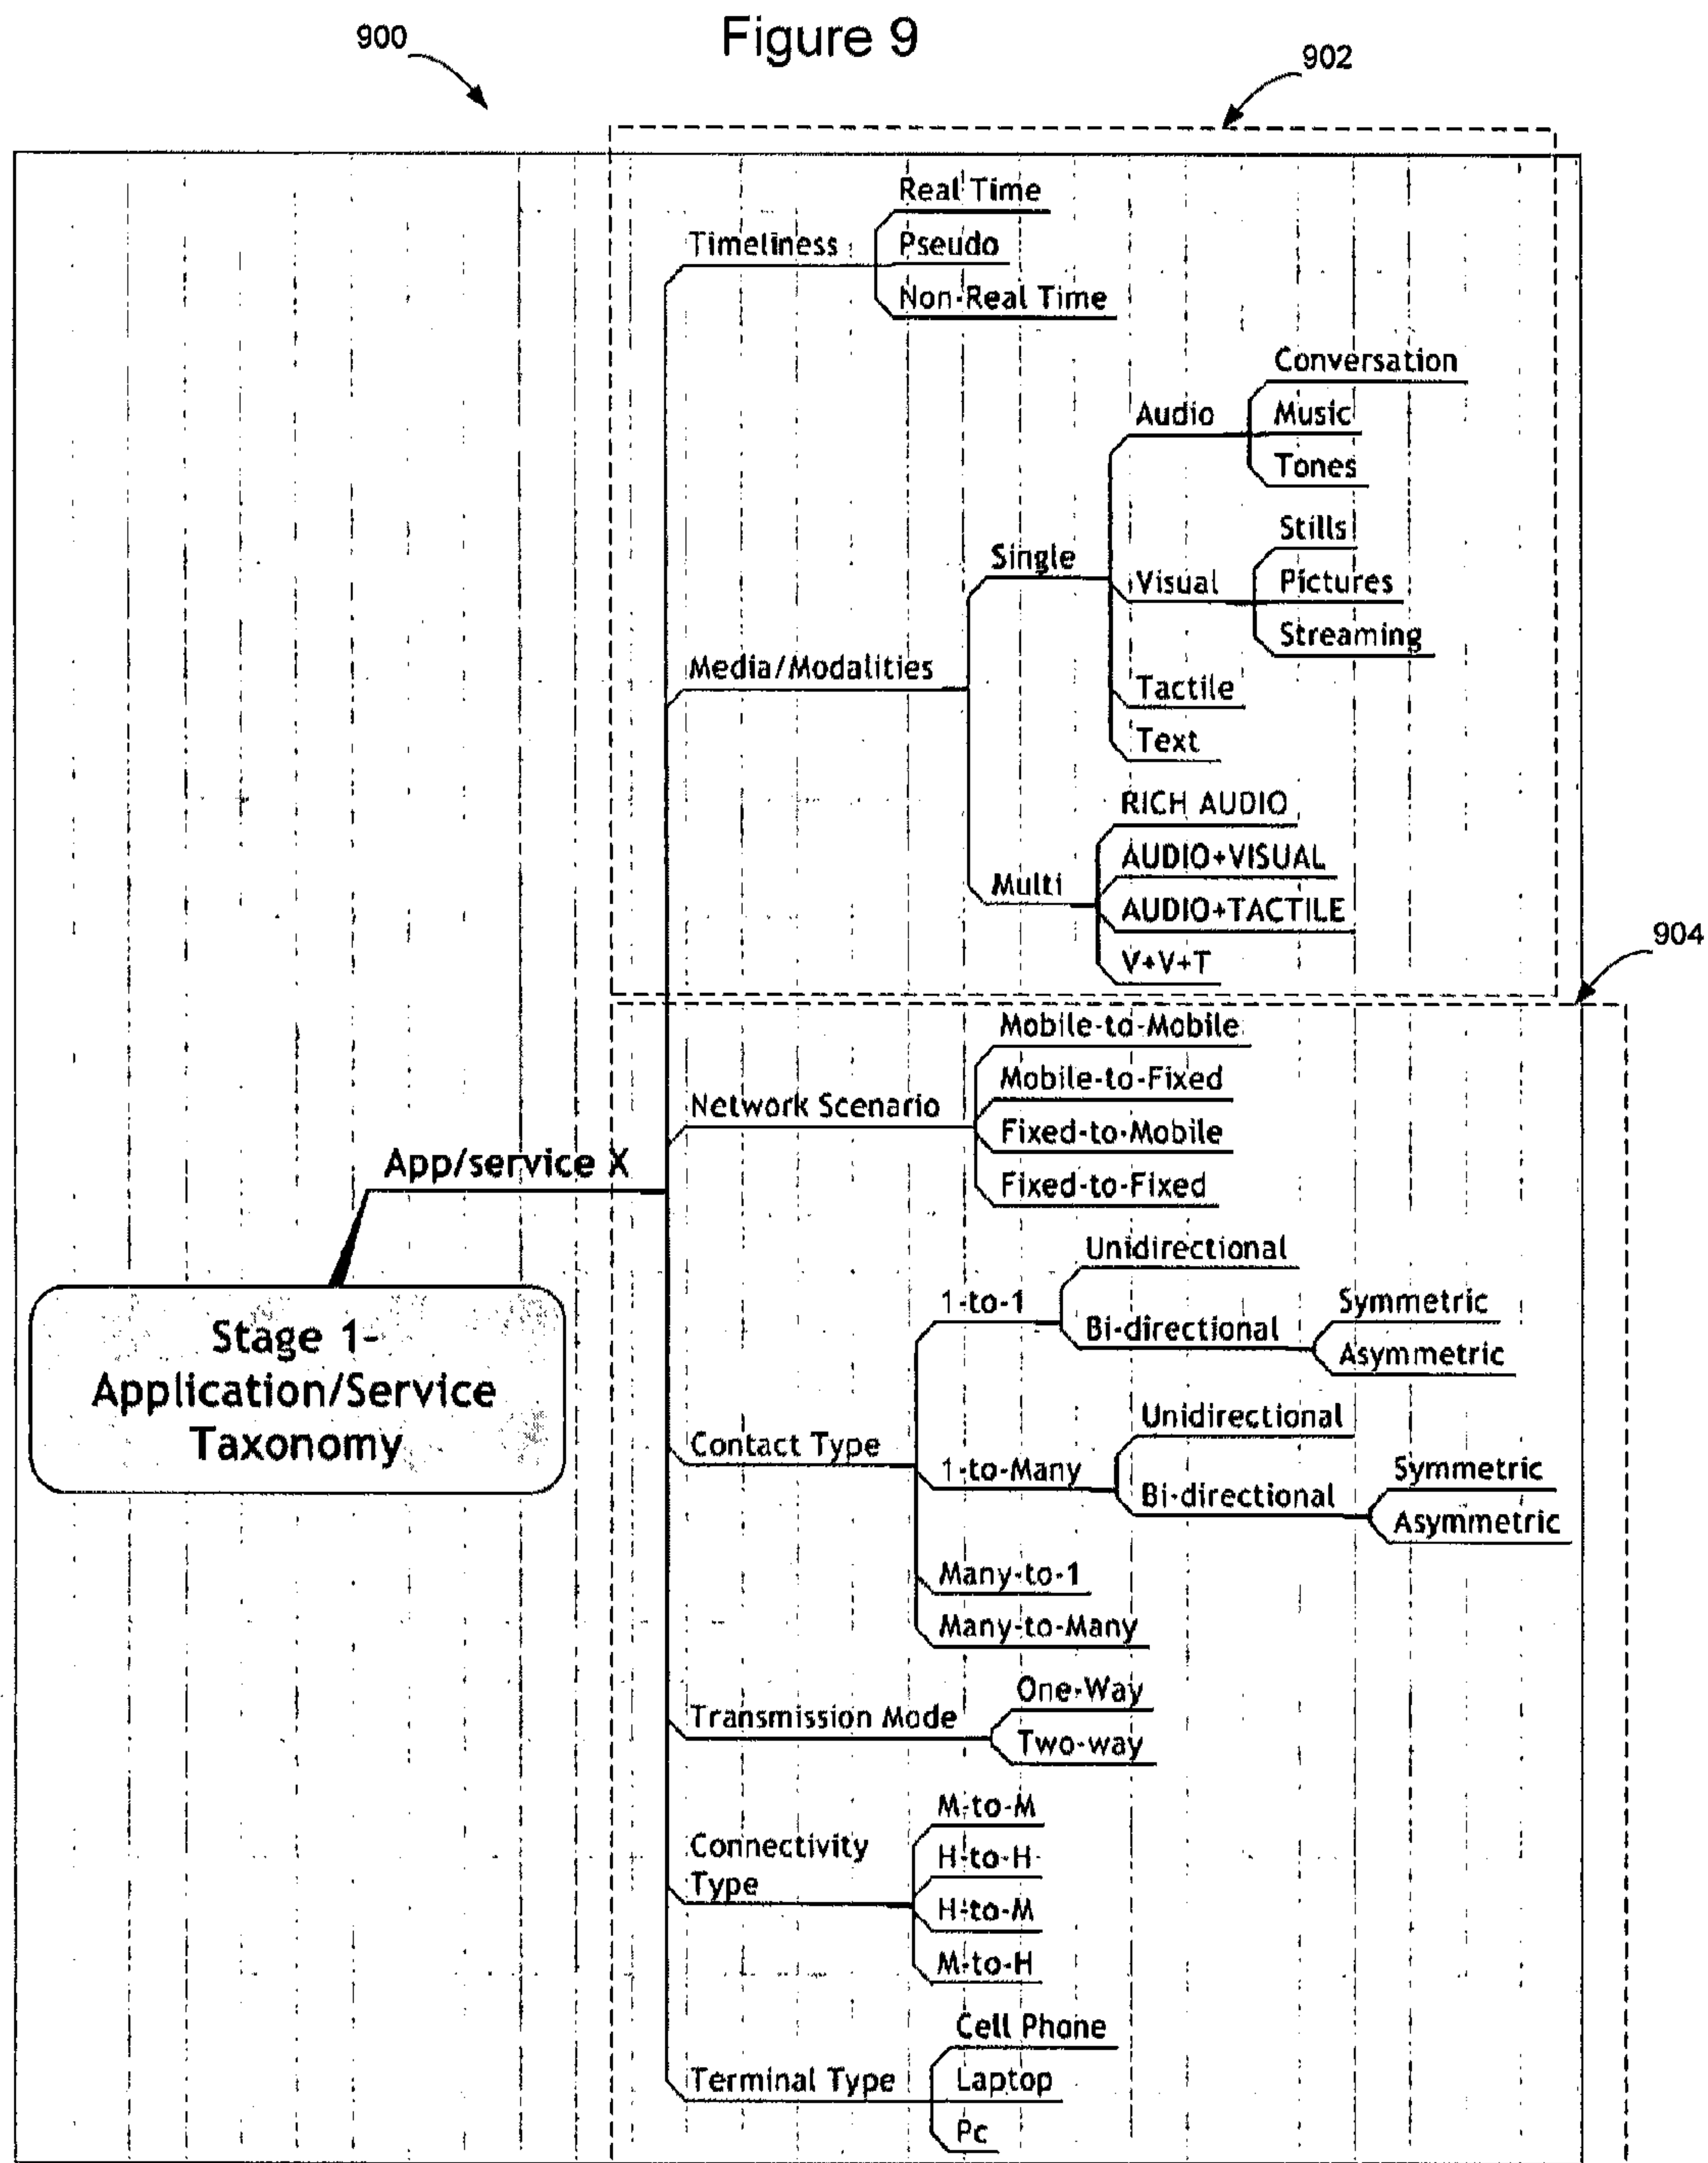 Figure 9
900
902
Real Time
Timeliness
Pseudo
Non-Real Time
Conversation
Audio
Music
Tones
Stills
Single
Visual
Pictures
Streaming
Media/Modalities
Tactile
Text
RICH AUDIO
AUDIO+VISUAL
Multi
AUDIO+TACTILE
V+V+T
904
Mobile-to-Mobile
Mobile-to-Fixed
Network Scenario
Fixed-to-Mobile
Fixed-to-Fixed
App/service X
Unidirectional
1-to-1
Bi-directional
Symmetric
Asymmetric
Stage 1-
Application/Service
Taxonomy
Contact Type
Unidirectional
1-to-Many
Bi-directional
Symmetric
Asymmetric
Many-to-1
Many-to-Many
One-Way
Transmission Mode
Two-way
M-to-M
Connectivity
Type
H-to-H
H-to-M
M-to-H
Cell Phone
Terminal Type
Laptop
Pc